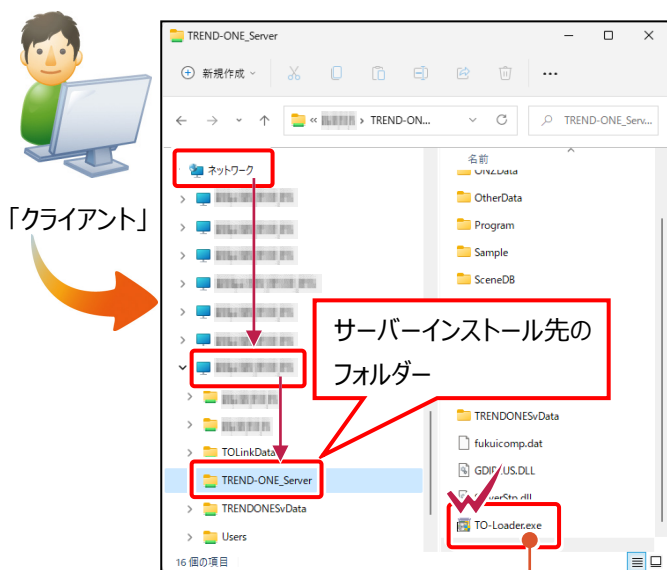 TREND-ONE_Server
新規作成
名前
« › TREND-ON...
TREND-ONE_Serv...
「クライアント」
ネットワーク
TOLinkData
TREND-ONE_Server
TRENDONESvData
Users
ONZData
OtherData
Program
Sample
SceneDB
サーバーインストール先の
フォルダー
TRENDONESvData
fukuicomp.dat
TO-Loader.exe
16 個の項目